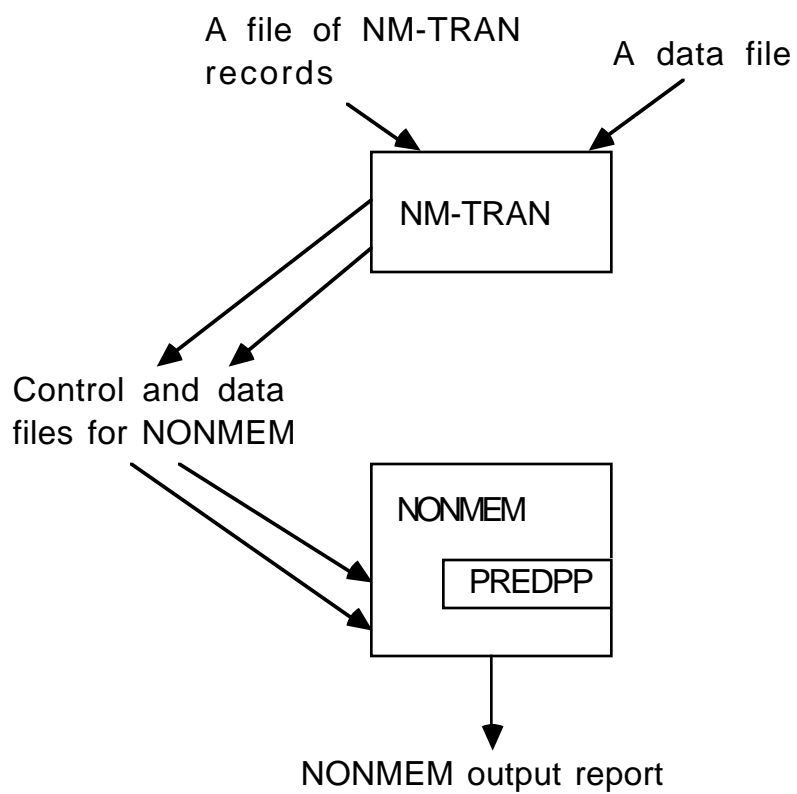 A file of NM-TRAN
records
A data file
NM-TRAN
Control and data
files for NONMEM
NONMEM
PREDPP
NONMEM output report